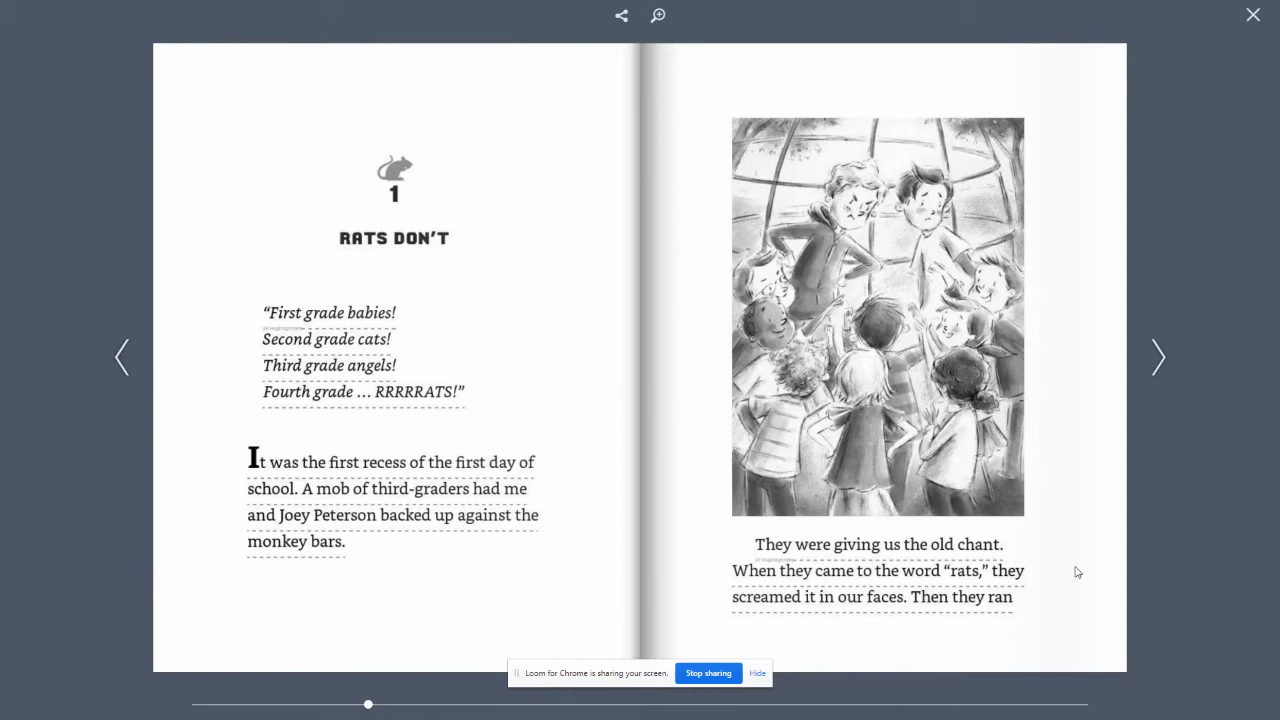 1
RATS DON'T
"First grade babies!
Second grade cats!
Third grade angels!
Fourth grade ... RRRRATS!"
It was the first recess of the first day of
school. A mob of third-graders had me
and Joey Peterson backed up against the
monkey bars.
They were giving us the old chant.
When they came to the word "rats," they
screamed it in our faces. Then they ran
Loom for Chrome is sharing your screen. Stop sharing Hide